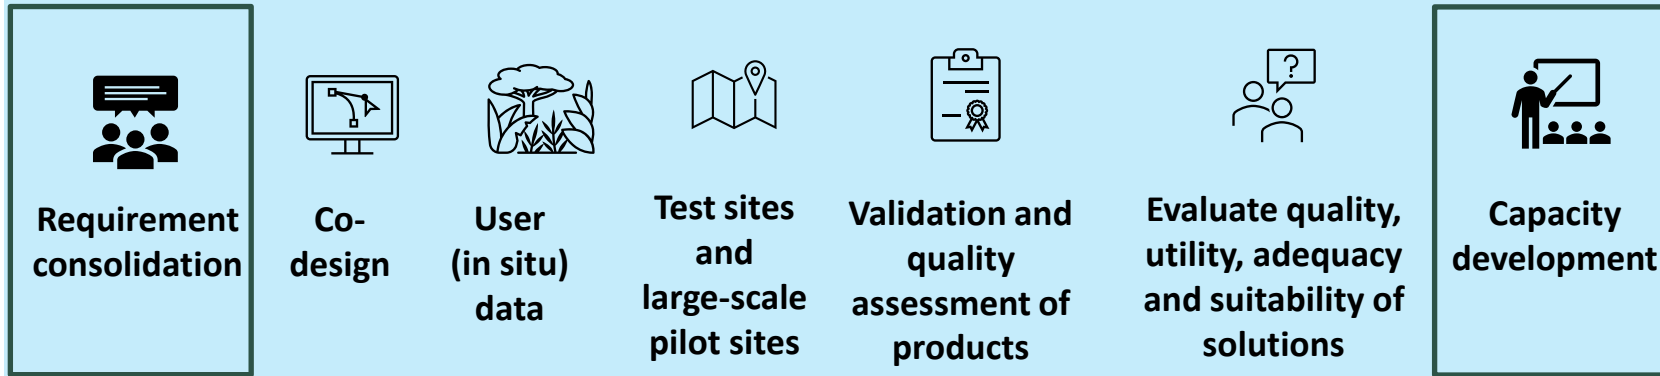 Requirement
consolidation
Co-
design
User
(in situ)
data
Test sites
and
large-scale
pilot sites
Validation and
quality
assessment of
products
Evaluate quality,
utility, adequacy
and suitability of
solutions
Capacity
development
?